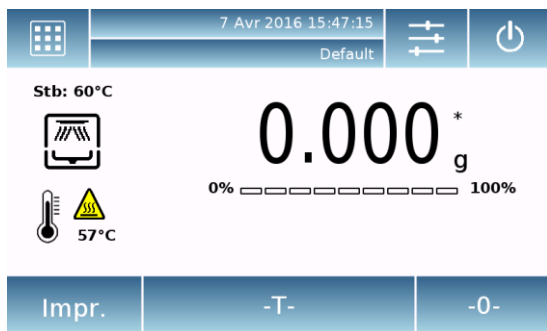 7 Avr 2016 15:47:15
Default
Stb: 60°C
0.000 * g
0% 100%
57°C
Impr. -T- -0-